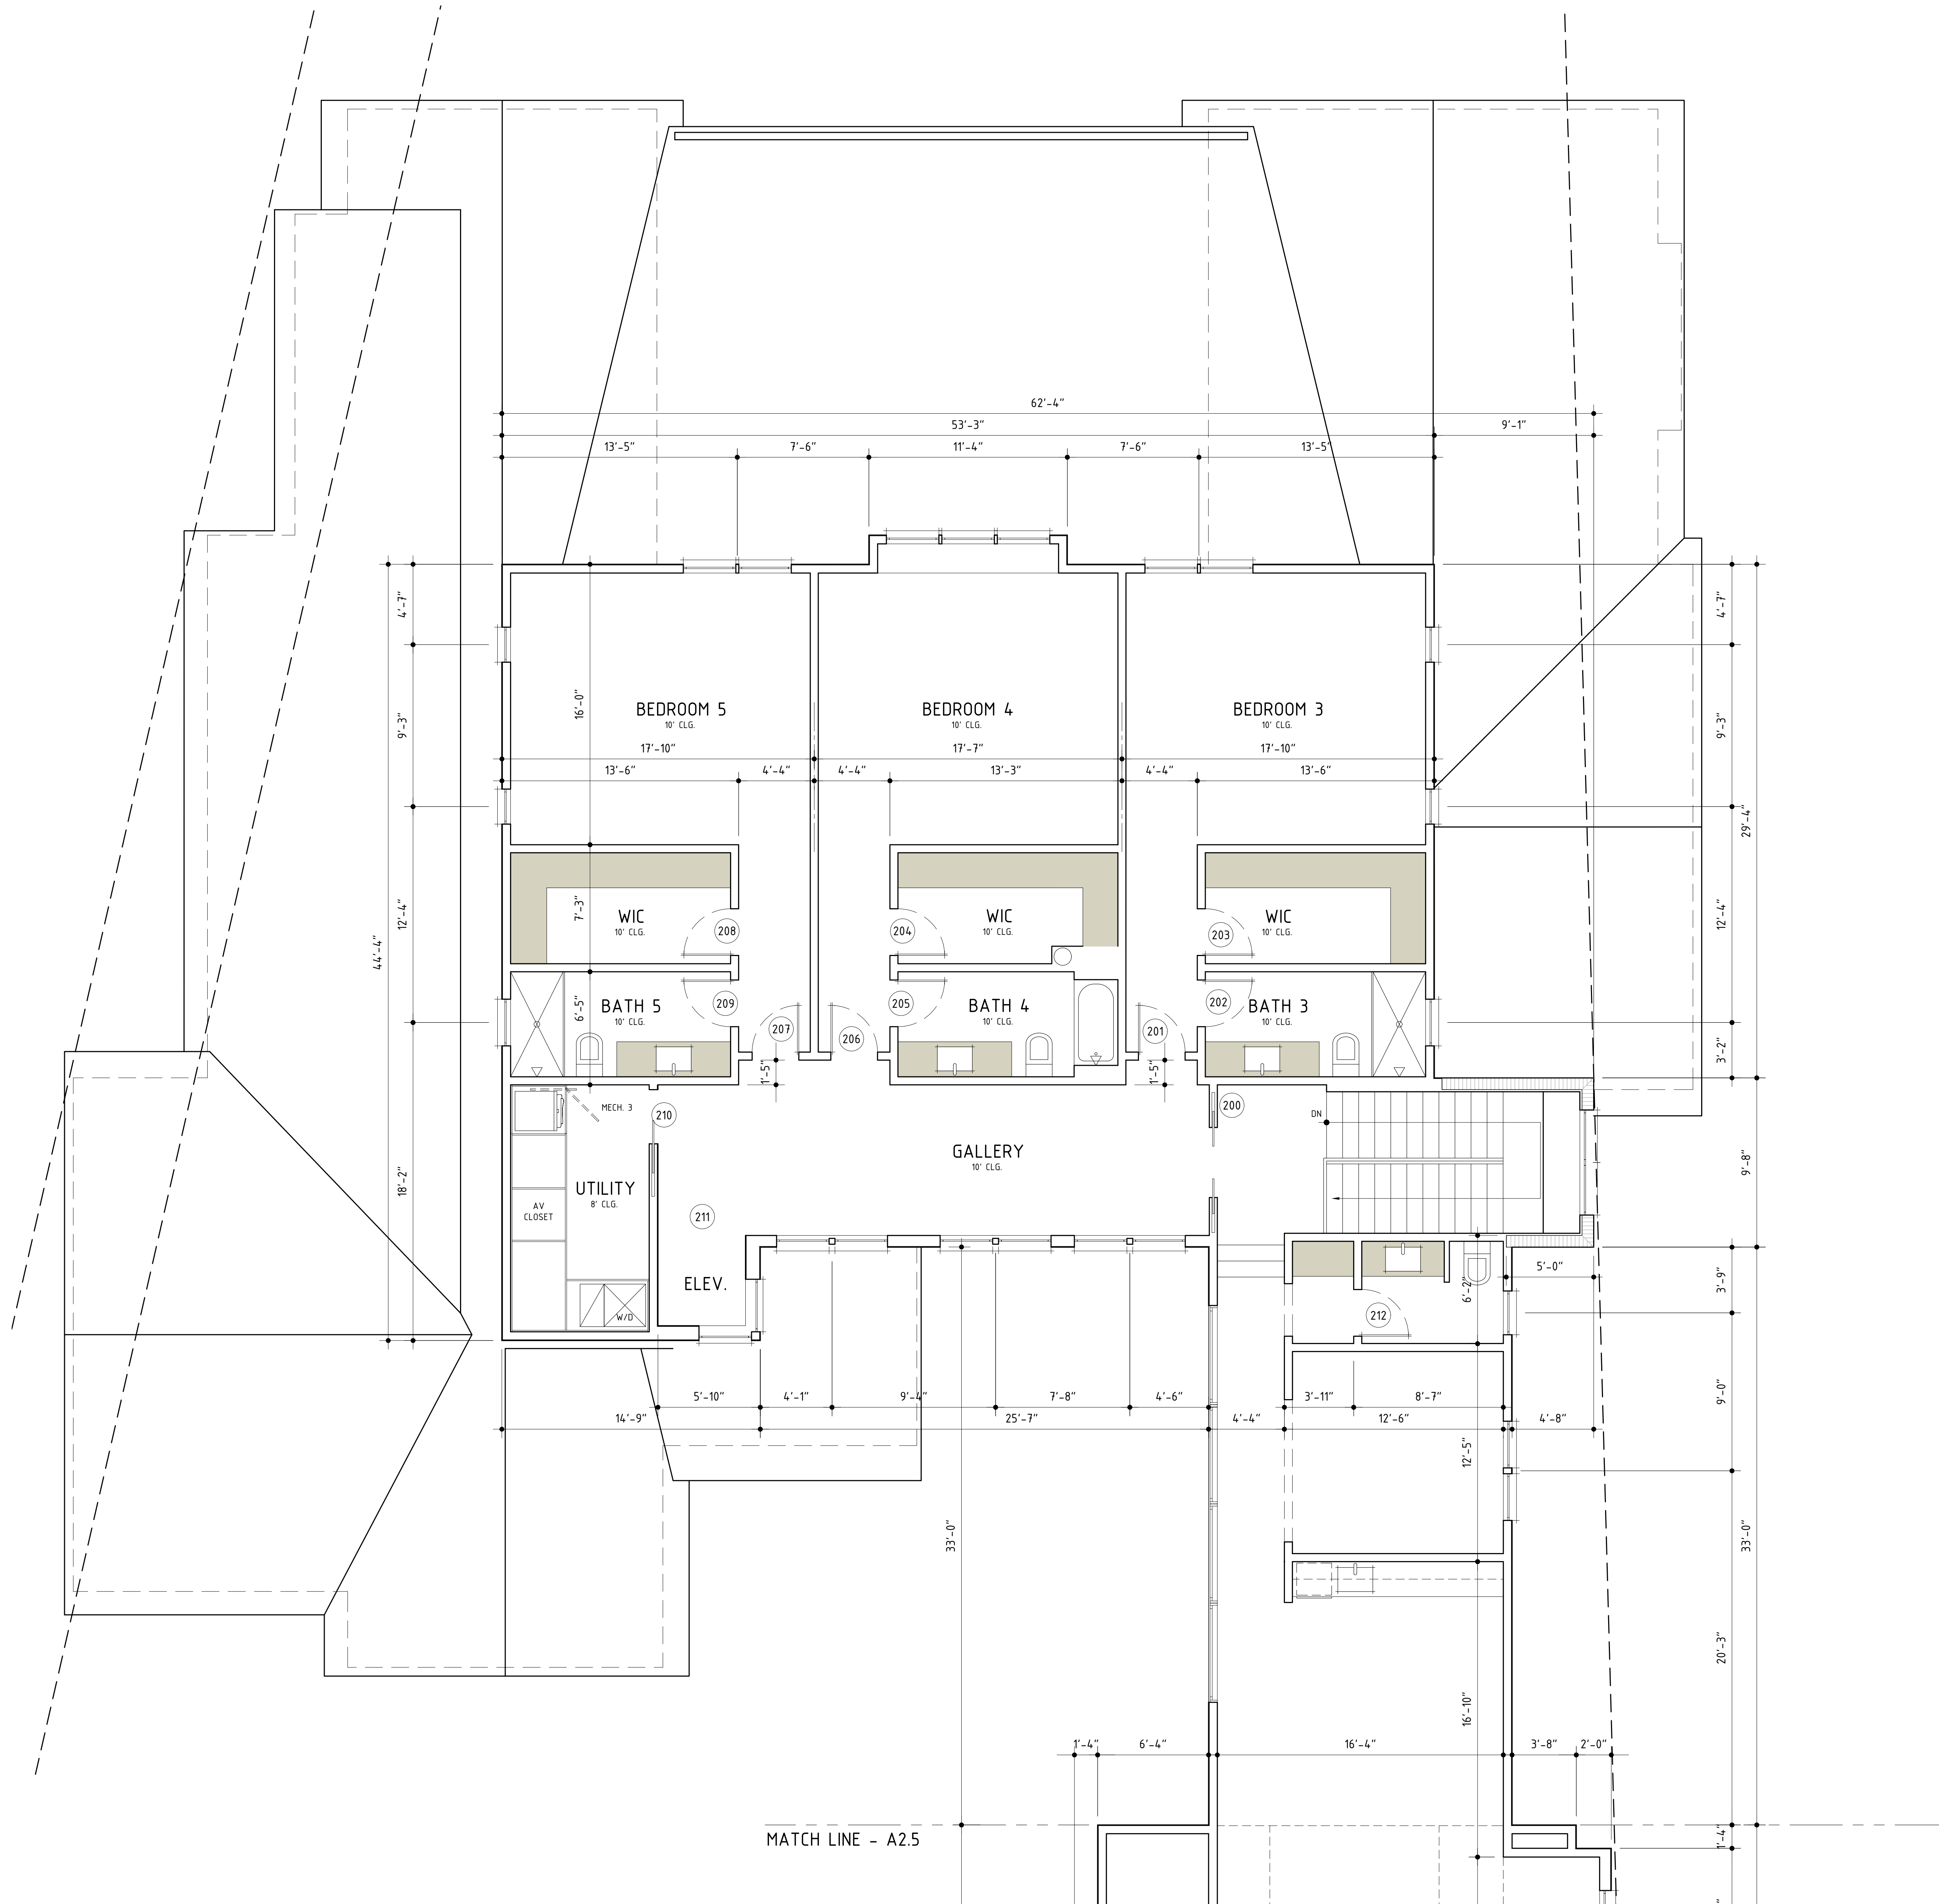 62'-4"
53'-3"
9'-1"
13'-5"
7'-6"
11'-4"
7'-6"
13'-5'
4'-7"
9'-3"
12'-4"
44'-4"
18'-2"
16'-0"
7'-3"
6'-5"
BEDROOM 5
10' CLG.
BEDROOM 4
10' CLG.
BEDROOM 3
10' CLG.
17'-10"
17'-7"
17'-10"
13'-6"
4'-4"
4'-4"
13'-3"
4'-4"
13'-6"
4'-7"
9'-3"
29'-4"
12'-4"
3'-2"
9'-8"
WIC
10' CLG.
208
204
WIC
10' CLG.
203
WIC
10' CLG.
BATH 5
10' CLG.
209
207
206
205
BATH 4
10' CLG.
201
202
BATH 3
10' CLG.
1'-5"
1'-5"
MECH. 3
210
200
DN
GALLERY
10' CLG.
UTILITY
8' CLG.
AV
CLOSET
211
ELEV.
W/D
212
6'-2"
5'-0"
3'-9"
9'-0"
5'-10"
4'-1"
9'-4"
7'-8"
4'-6"
3'-11"
8'-7"
14'-9"
25'-7"
4'-4"
12'-6"
4'-8"
12'-5"
33'-0"
33'-0"
20'-3"
16'-10"
1'-4"
6'-4"
16'-4"
3'-8"
2'-0"
1'-4"
MATCH LINE - A2.5